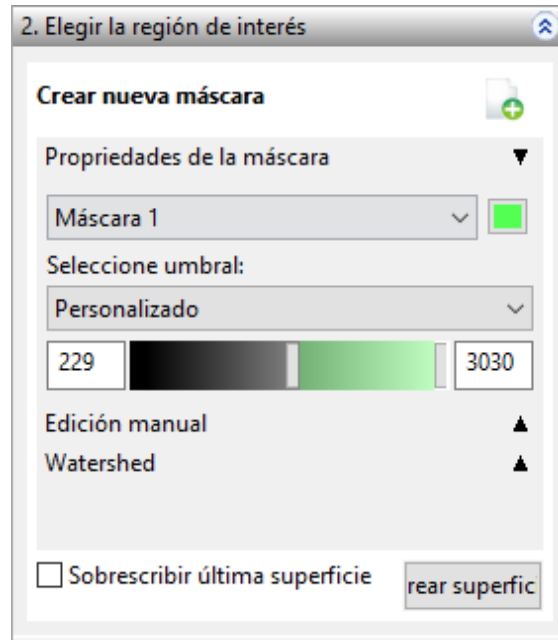 2. Elegir la región de interés
Crear nueva máscara
Propriedades de la máscara
Máscara 1
Seleccione umbral:
Personalizado
229 3030
Edición manual
Watershed
Sobrescribir última superficie rear superfic